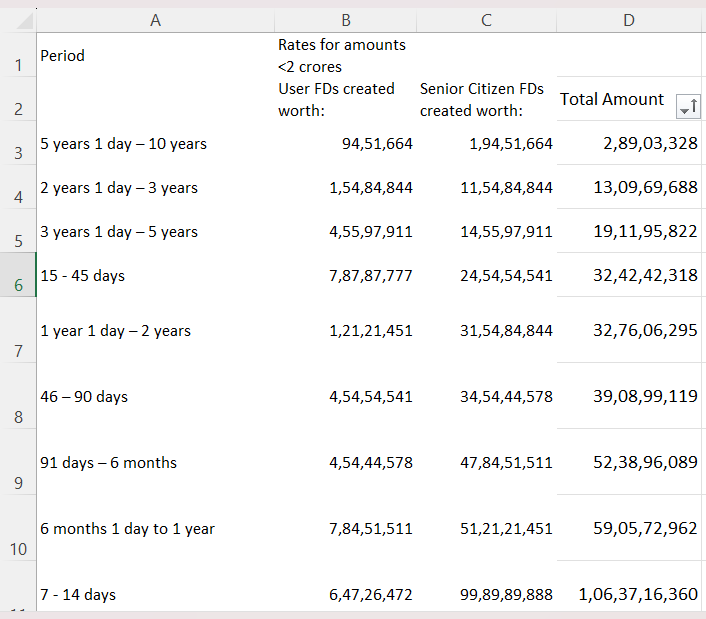 A B C D
1 Period Rates for amounts
<2 crores
2 User FDs created
worth: Senior Citizen FDs
created worth: Total Amount
3 5 years 1 day – 10 years 94,51,664 1,94,51,664 2,89,03,328
4 2 years 1 day – 3 years 1,54,84,844 11,54,84,844 13,09,69,688
5 3 years 1 day – 5 years 4,55,97,911 14,55,97,911 19,11,95,822
6 15 - 45 days 7,87,87,777 24,54,54,541 32,42,42,318
7 1 year 1 day – 2 years 1,21,21,451 31,54,84,844 32,76,06,295
8 46 – 90 days 4,54,54,541 34,54,44,578 39,08,99,119
9 91 days – 6 months 4,54,44,578 47,84,51,511 52,38,96,089
10 6 months 1 day to 1 year 7,84,51,511 51,21,21,451 59,05,72,962
7 - 14 days 6,47,26,472 99,89,89,888 1,06,37,16,360